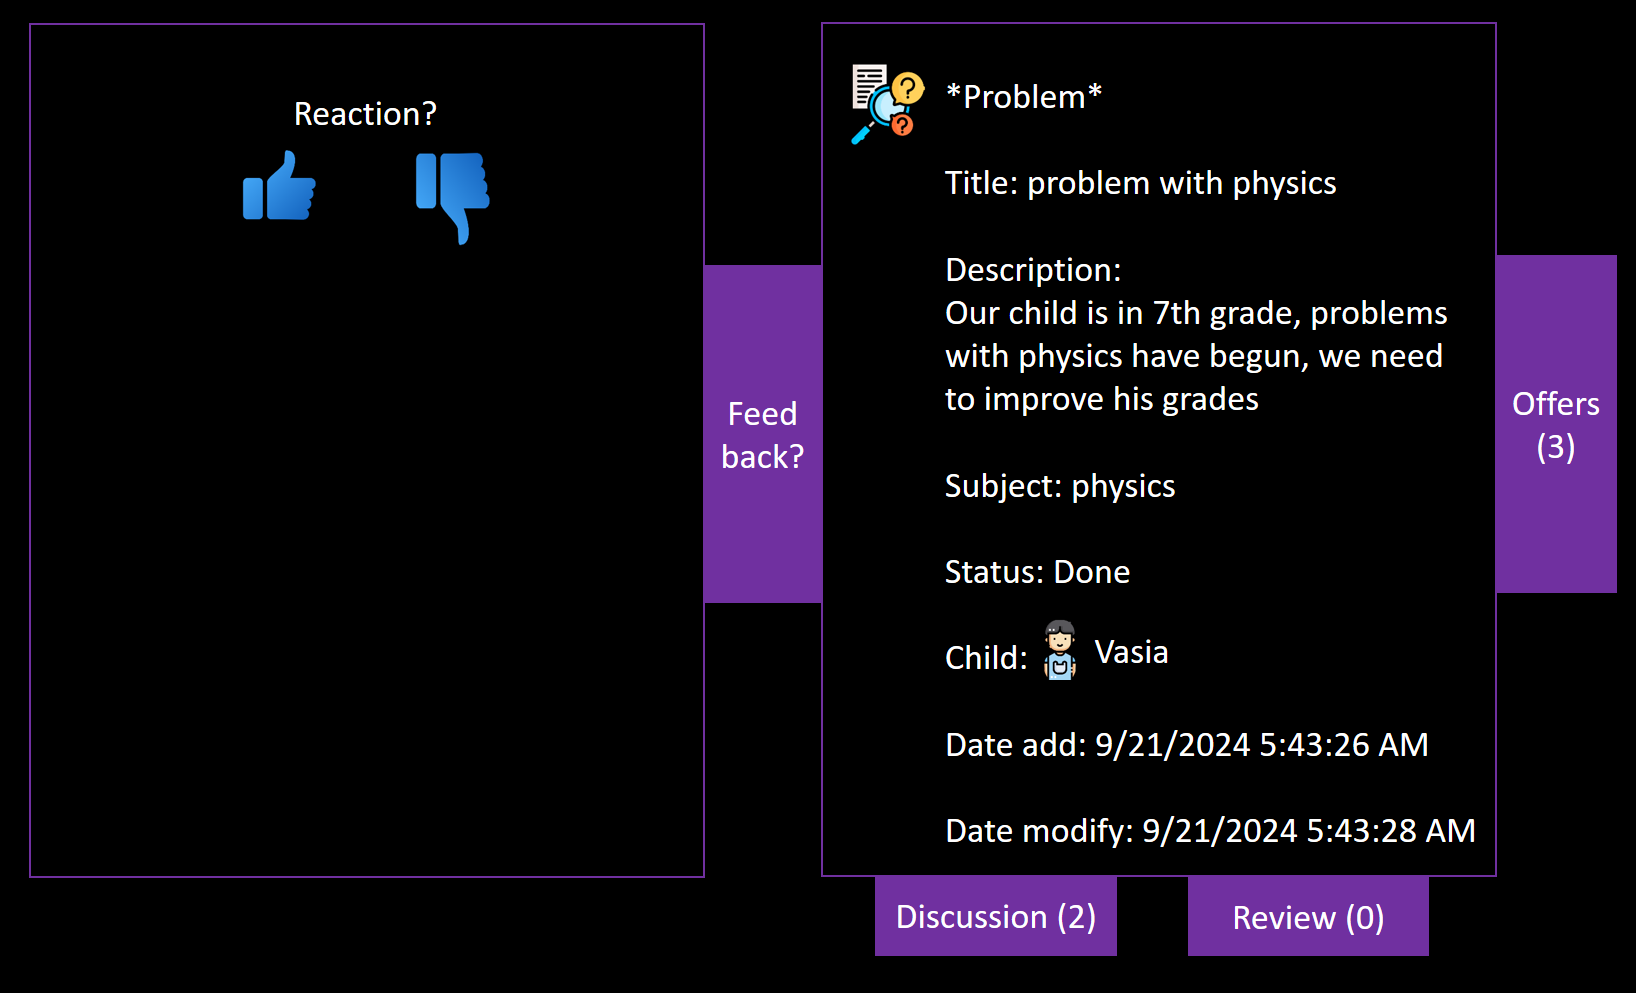 Reaction?
Feed
back?
*Problem*
Title: problem with physics
Description:
Our child is in 7th grade, problems
with physics have begun, we need
to improve his grades
Subject: physics
Status: Done
Child: Vasia
Date add: 9/21/2024 5:43:26 AM
Date modify: 9/21/2024 5:43:28 AM
Offers
(3)
Discussion (2)
Review (0)